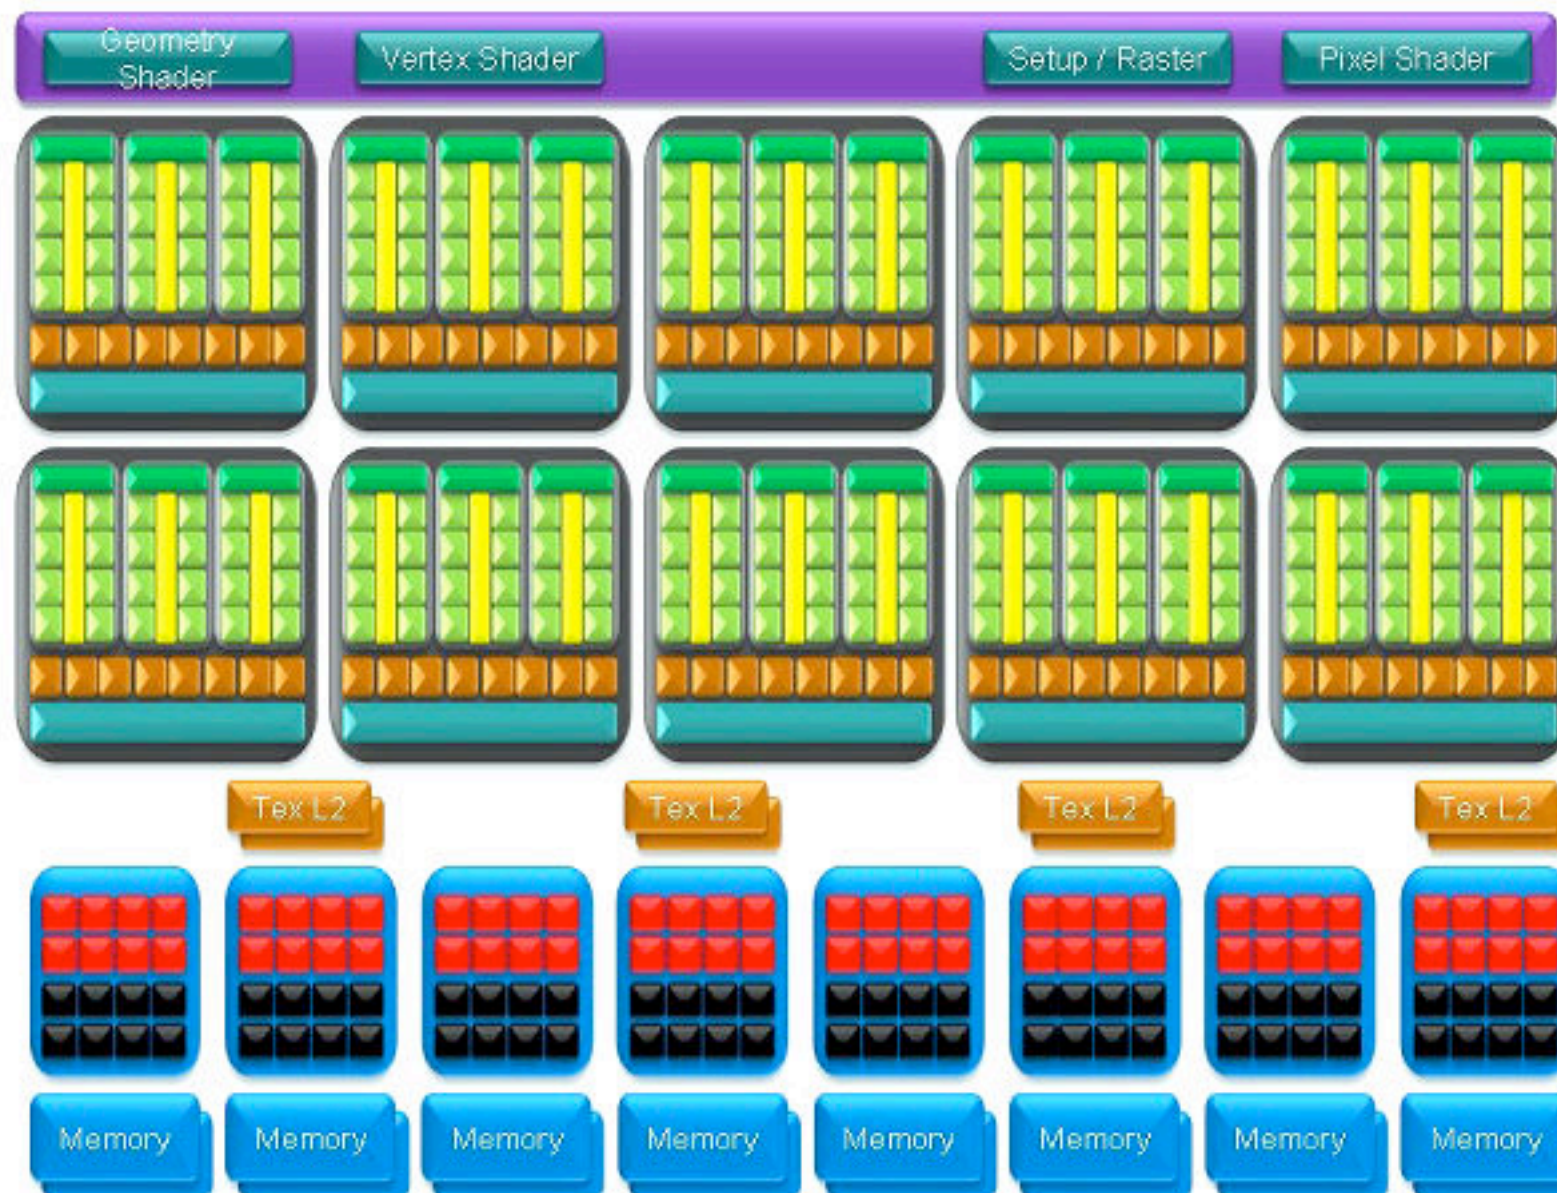 Geometry
Shader
Vertex Shader
Setup / Raster
Pixel Shader
Tex L2
Tex L2
Tex L2
Tex L2
Memory
Memory
Memory
Memory
Memory
Memory
Memory
Memory